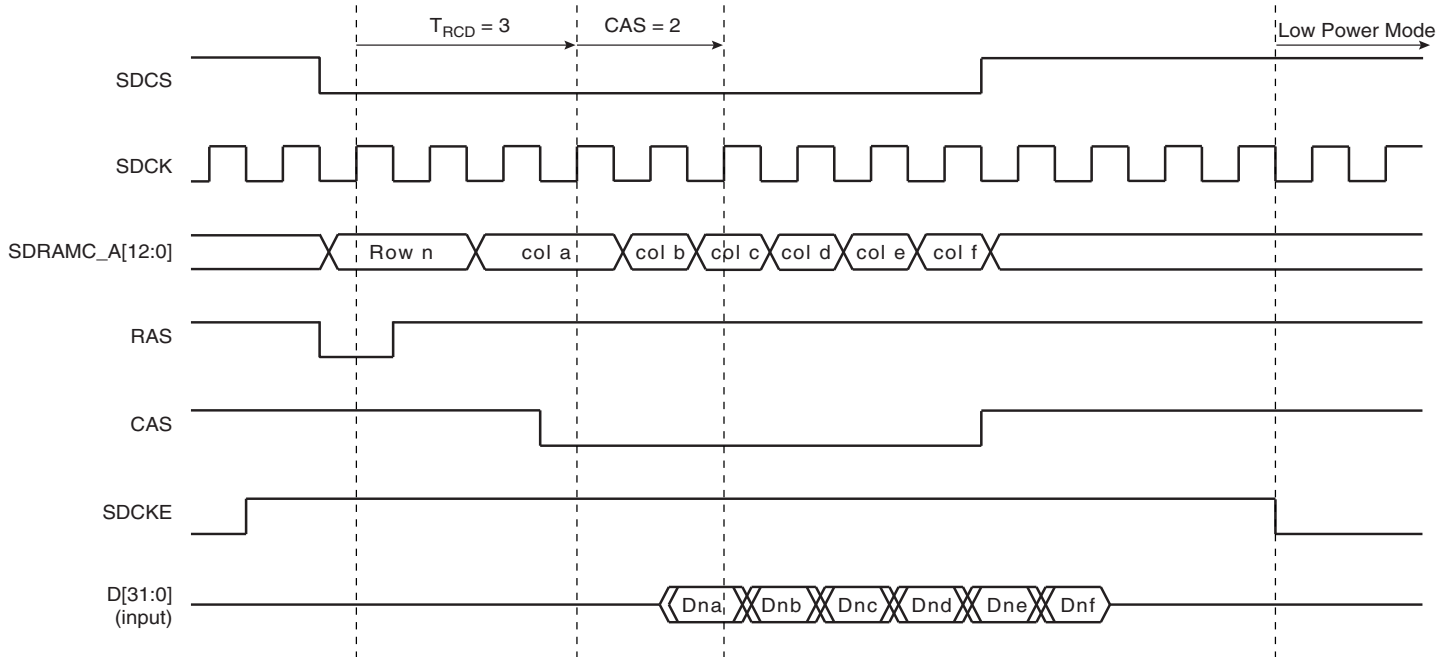 TRCD = 3
CAS = 2
Low Power Mode
SDCS
SDCK
SDRAMC_A[12:0]
Row n
col a
col b
col c
col d
col e
col f
RAS
CAS
SDCKE
D[31:0]
(input)
Dna
Dnb
Dnc
Dnd
Dne
Dnf